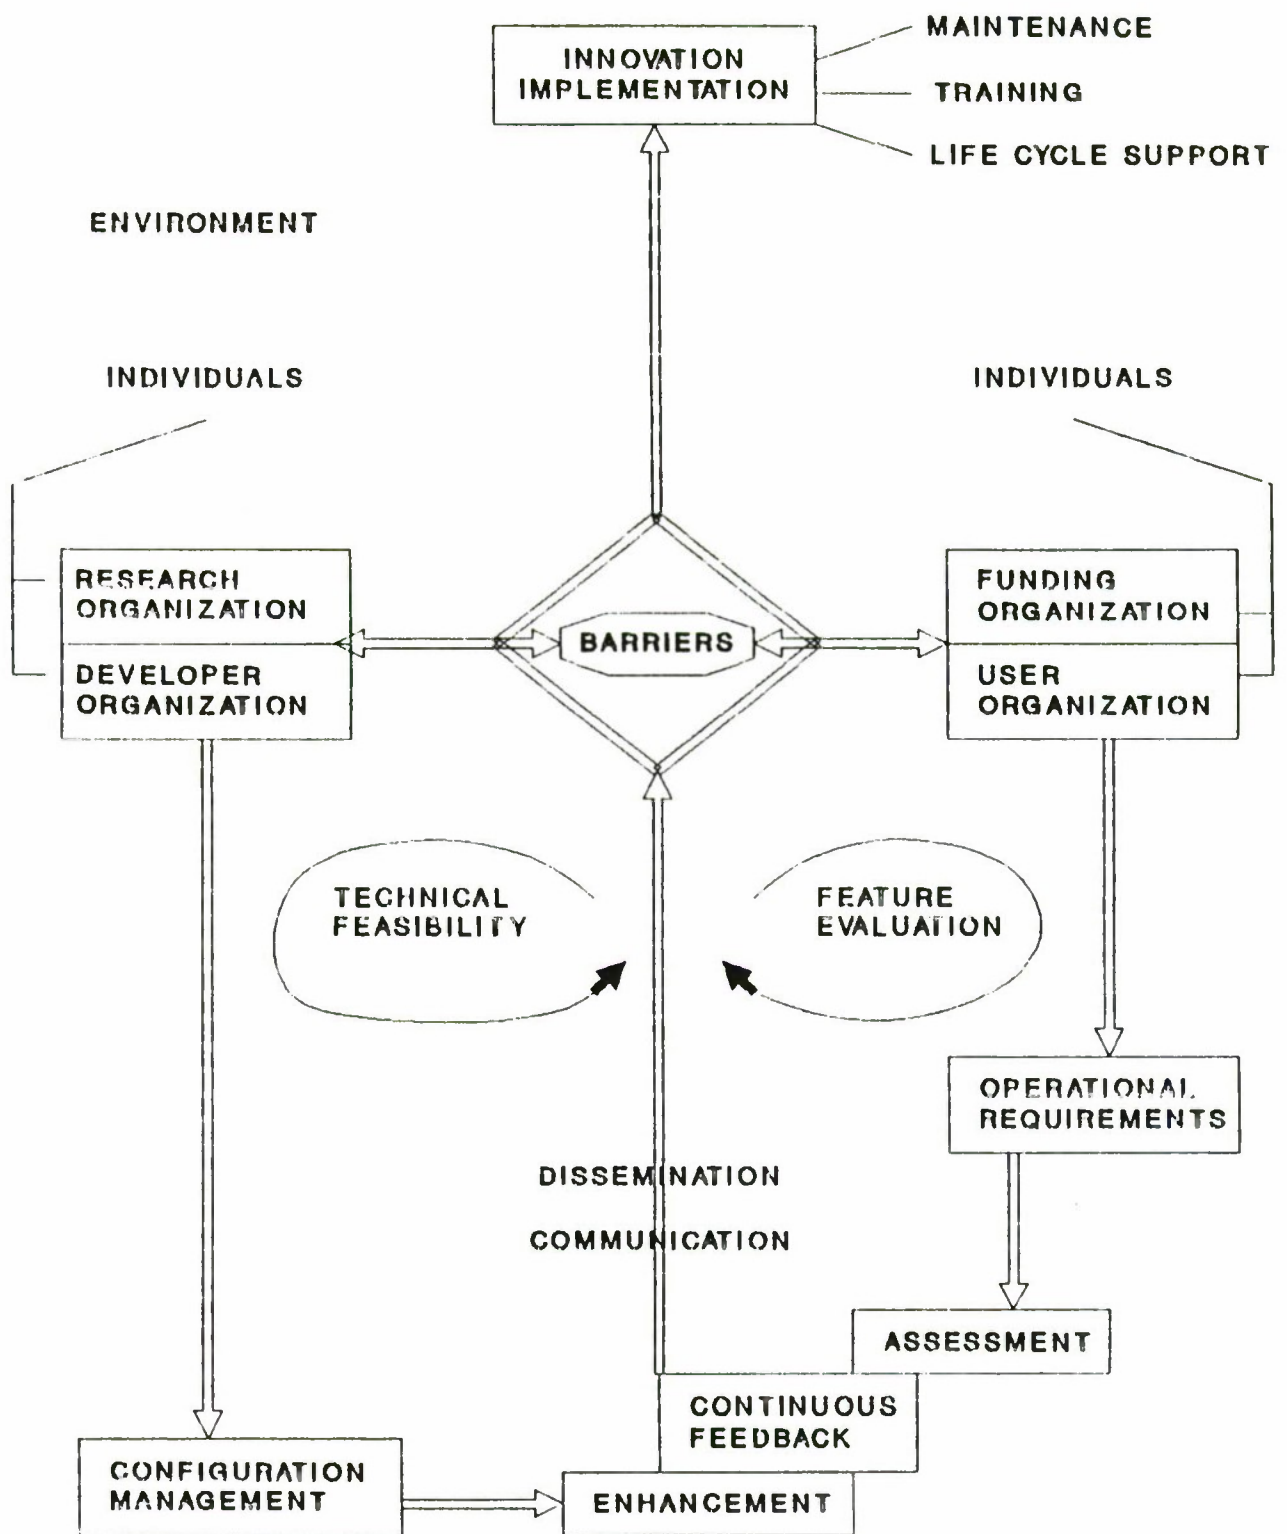 INNOVATION
IMPLEMENTATION
MAINTENANCE
TRAINING
LIFE CYCLE SUPPORT
ENVIRONMENT
INDIVIDUALS
INDIVIDUALS
RESEARCH
ORGANIZATION
DEVELOPER
ORGANIZATION
BARRIERS
FUNDING
ORGANIZATION
USER
ORGANIZATION
TECHNICAL
FEASIBILITY
FEATURE
EVALUATION
OPERATIONAL
REQUIREMENTS
DISSEMINATION
COMMUNICATION
ASSESSMENT
CONTINUOUS
FEEDBACK
CONFIGURATION
MANAGEMENT
ENHANCEMENT